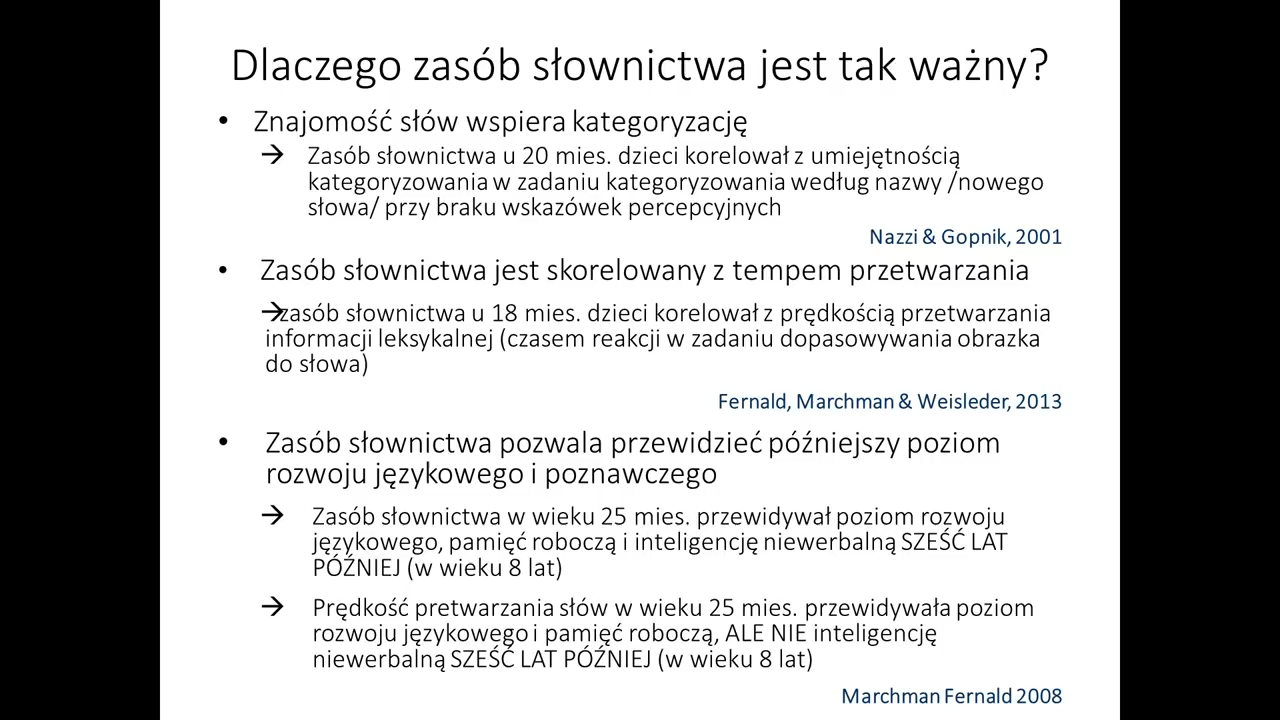 Dlaczego zasób słownictwa jest tak ważny?
• Znajomość słów wspiera kategoryzację
→ Zasób słownictwa u 20 mies. dzieci korelował z umiejętnością
kategoryzowania w zadaniu kategoryzowania według nazwy /nowego
słowa/ przy braku wskazówek percepcyjnych
Nazzi & Gopnik, 2001
• Zasób słownictwa jest skorelowany z tempem przetwarzania
→zasób słownictwa u 18 mies. dzieci korelował z prędkością przetwarzania
informacji leksykalnej (czasem reakcji w zadaniu dopasowywania obrazka
do słowa)
Fernald, Marchman & Weisleder, 2013
• Zasób słownictwa pozwala przewidzieć późniejszy poziom
rozwoju językowego i poznawczego
→ Zasób słownictwa w wieku 25 mies. przewidywał poziom rozwoju
językowego, pamięć roboczą i inteligencję niewerbalną SZEŚĆ LAT
PÓŹNIEJ (w wieku 8 lat)
→ Prędkość pretwarzania słów w wieku 25 mies. przewidywała poziom
rozwoju językowego i pamięć roboczą, ALE NIE inteligencję
niewerbalną SZEŚĆ LAT PÓŹNIEJ (w wieku 8 lat)
Marchman Fernald 2008